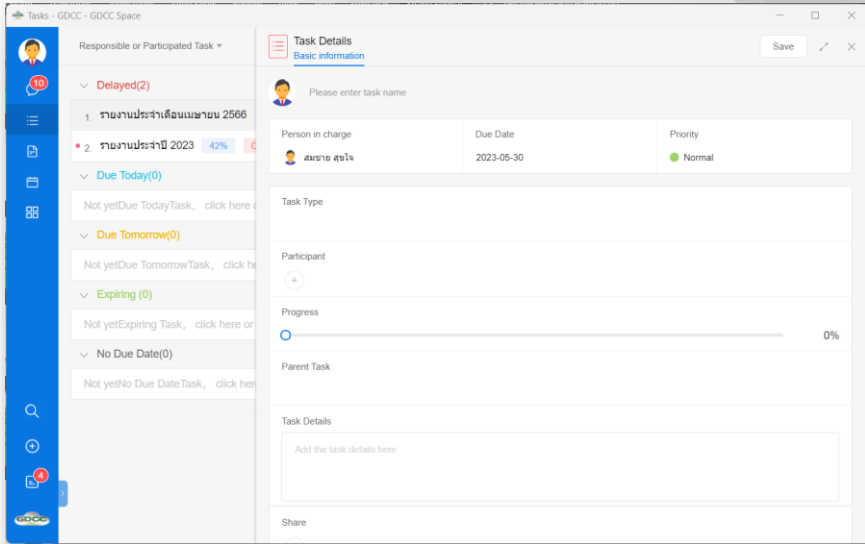 Tasks - GDCC - GDCC Space
Responsible or Participated Task
Task Details
Basic information
Save
10
Delayed(2)
Please enter task name
1. รายงานประจำเดือนเมษายน 2566
2. รายงานประจำปี 2023 42%
Person in charge Due Date Priority
สมชาย สุขใจ 2023-05-30 Normal
Due Today(0)
Not yetDue TodayTask, click here
Task Type
Due Tomorrow(0)
Not yetDue TomorrowTask, click
Participant
Expiring (0)
Not yetExpiring Task, click here or
Progress
0%
No Due Date(0)
Not yetNo Due DateTask, click
Parent Task
Task Details
Add the task details here
4
GDCC
Share